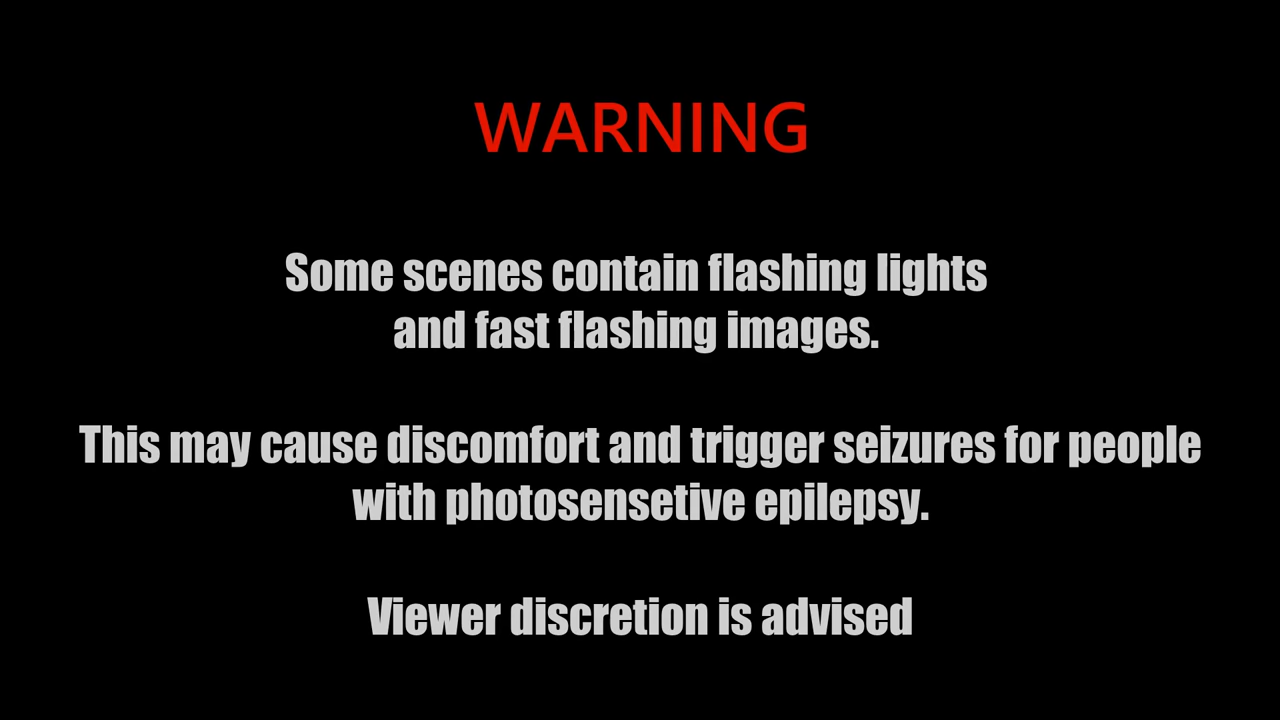 WARNING
Some scenes contain flashing lights
and fast flashing images.
This may cause discomfort and trigger seizures for people
with photosensetive epilepsy.
Viewer discretion is advised